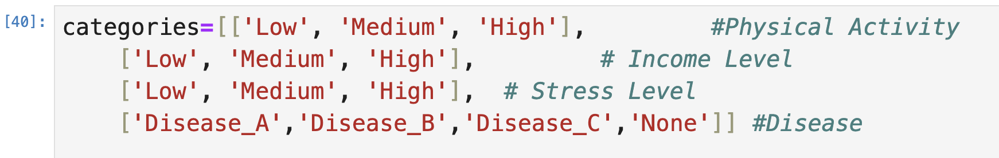 [40]: categories=[['Low', 'Medium', 'High'],         #Physical Activity
    ['Low', 'Medium', 'High'],         # Income Level
    ['Low', 'Medium', 'High'],  # Stress Level
    ['Disease_A','Disease_B','Disease_C','None']] #Disease